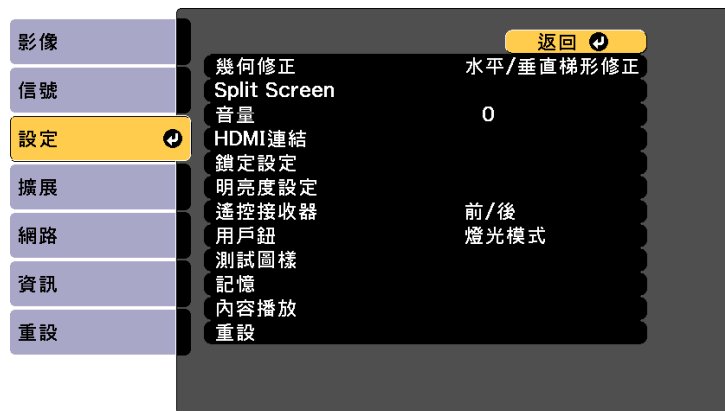 影像
信號
設定
擴展
網路
資訊
重設
返回
幾何修正 水平/垂直梯形修正
Split Screen
音量 0
HDMI連結
鎖定設定
明亮度設定
遙控接收器 前/後
用戶鈕 燈光模式
測試圖樣
記憶
內容播放
重設